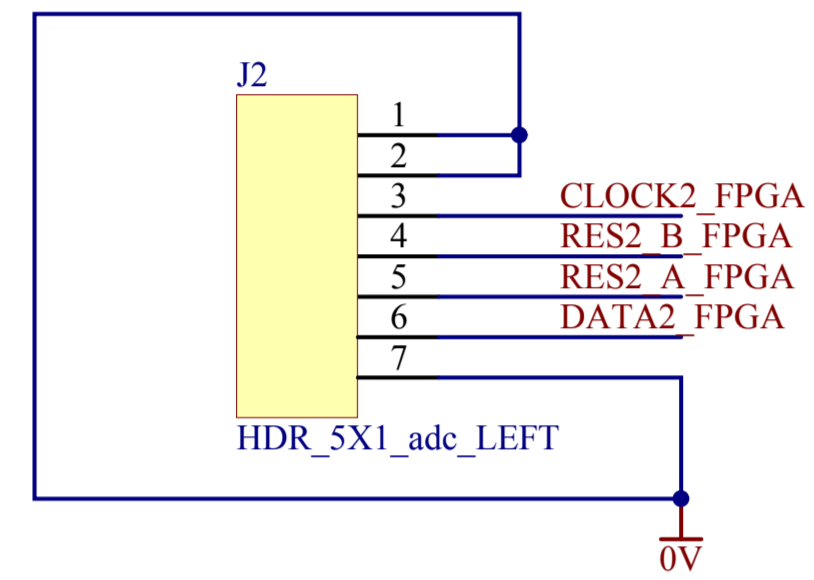 J2
1
2
3 CLOCK2_FPGA
4 RES2_B_FPGA
5 RES2_A_FPGA
6 DATA2_FPGA
7
HDR_5X1_adc_LEFT
0V